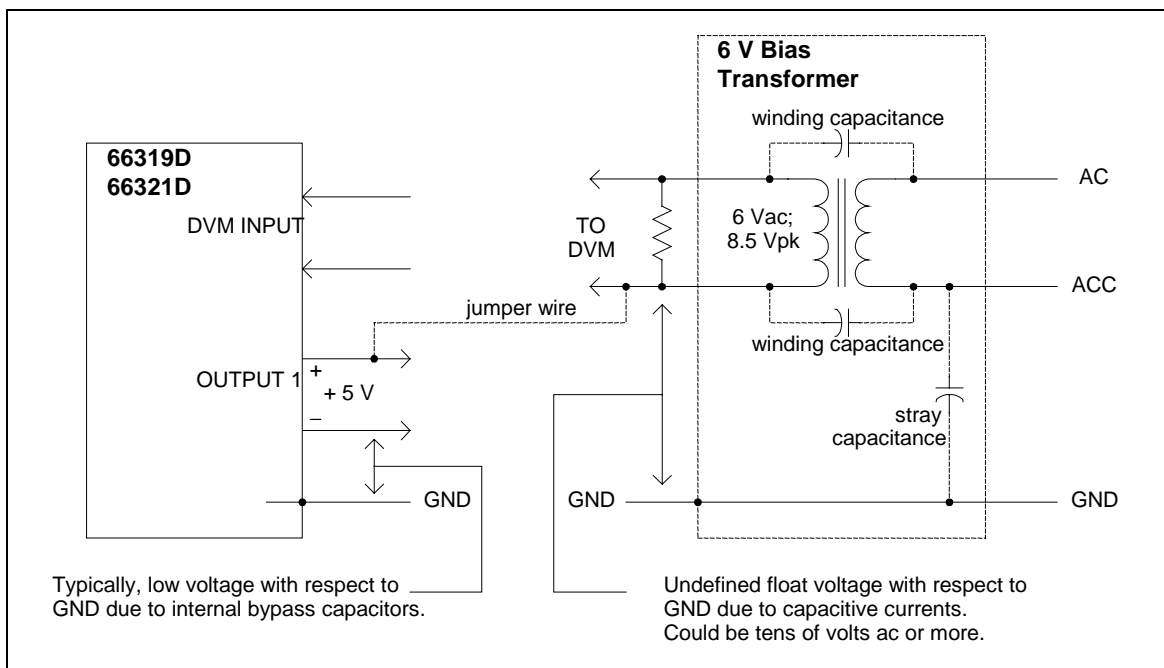 6 V Bias
Transformer
winding capacitance
66319D
66321D
DVM INPUT
TO
DVM
6 Vac;
8.5 Vpk
AC
ACC
jumper wire
winding capacitance
OUTPUT 1
+
+ 5 V
–
stray
capacitance
GND
GND
GND
Typically, low voltage with respect to
GND due to internal bypass capacitors.
Undefined float voltage with respect to
GND due to capacitive currents.
Could be tens of volts ac or more.